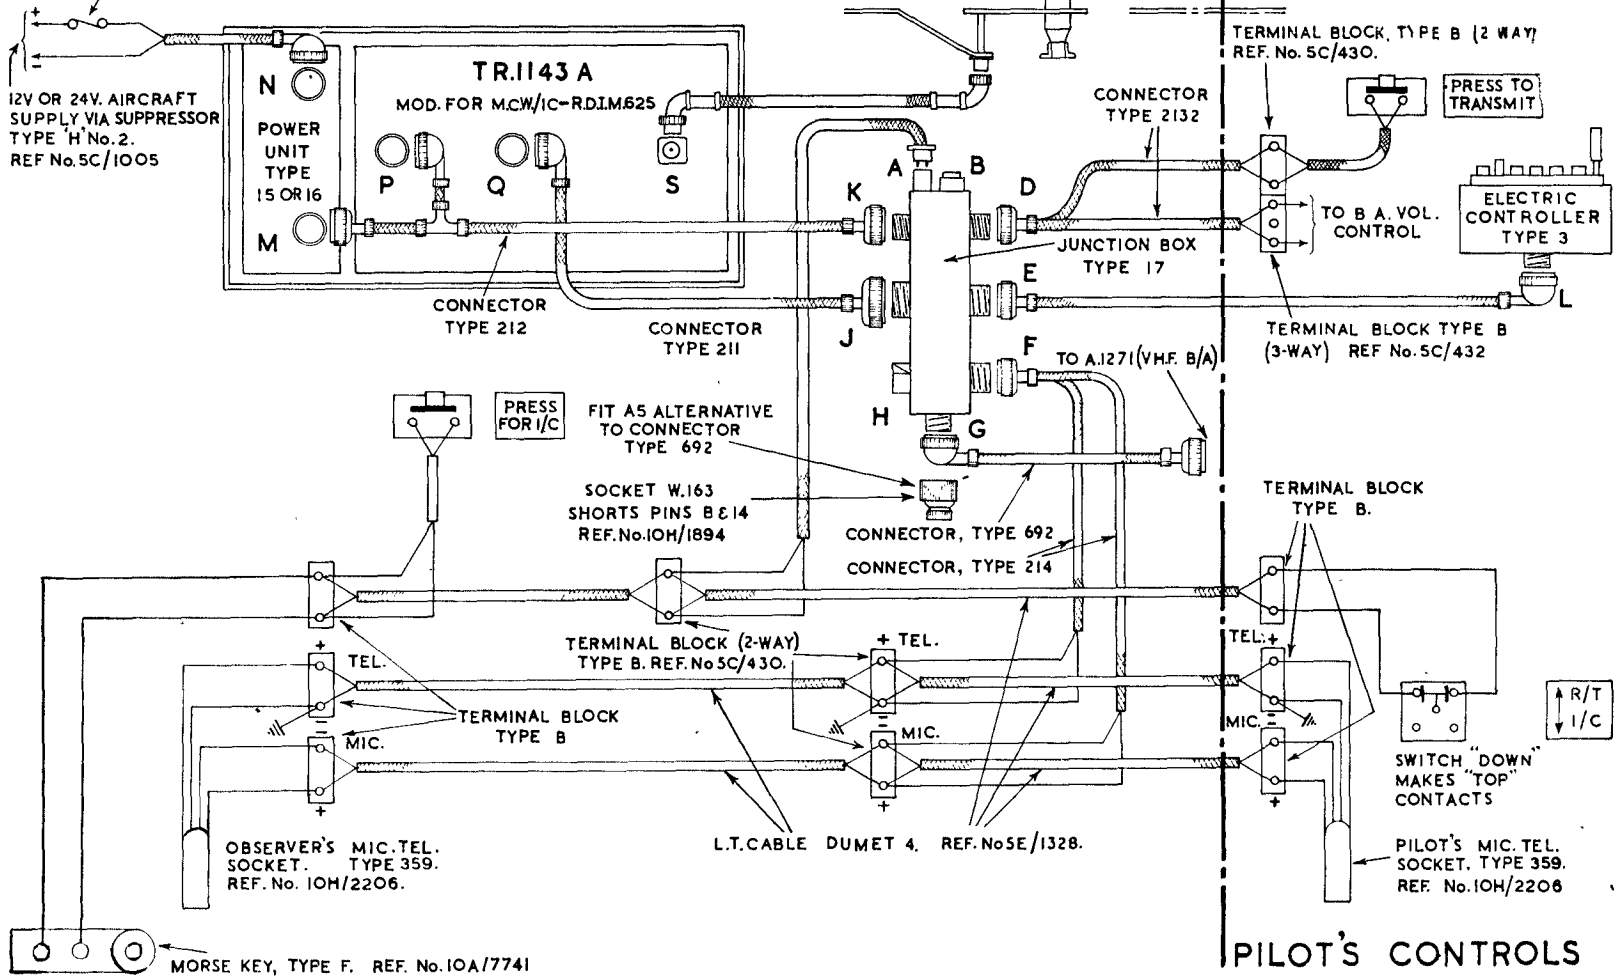 +
−
12V OR 24V. AIRCRAFT
SUPPLY VIA SUPPRESSOR
TYPE 'H' No. 2.
REF No. 5C/1005
N
POWER
UNIT
TYPE
15 OR 16
M
TR.1143 A
MOD. FOR M.C.W/1C-R.D.I.M.625
P
Q
S
CONNECTOR
TYPE 212
CONNECTOR
TYPE 211
A
B
K
D
J
E
F
H
G
JUNCTION BOX
TYPE 17
CONNECTOR
TYPE 2132
TERMINAL BLOCK, TYPE B (2 WAY)
REF. No. 5C/430.
PRESS TO
TRANSMIT
TO B A. VOL.
CONTROL
ELECTRIC
CONTROLLER
TYPE 3
L
TERMINAL BLOCK TYPE B
(3-WAY) REF No. 5C/432
TO A.1271 (V.H.F. B/A)
PRESS
FOR I/C
FIT AS ALTERNATIVE
TO CONNECTOR
TYPE 692
SOCKET W.163
SHORTS PINS B & 14
REF. No. 10H/1894
CONNECTOR, TYPE 692
CONNECTOR, TYPE 214
TERMINAL BLOCK
TYPE B.
TERMINAL BLOCK (2-WAY)
TYPE B. REF. No 5C/430.
+
TEL.
−
MIC.
+
TERMINAL BLOCK
TYPE B
+ TEL.
−
MIC.
+
TEL. +
MIC. −
+
R/T
I/C
SWITCH "DOWN"
MAKES "TOP"
CONTACTS
L.T. CABLE DUMET 4. REF. No 5E/1328.
OBSERVER'S MIC. TEL.
SOCKET. TYPE 359.
REF. No. 10H/2206.
PILOT'S MIC. TEL.
SOCKET. TYPE 359.
REF. No. 10H/2206
MORSE KEY, TYPE F. REF. No. 10A/7741
PILOT'S CONTROLS